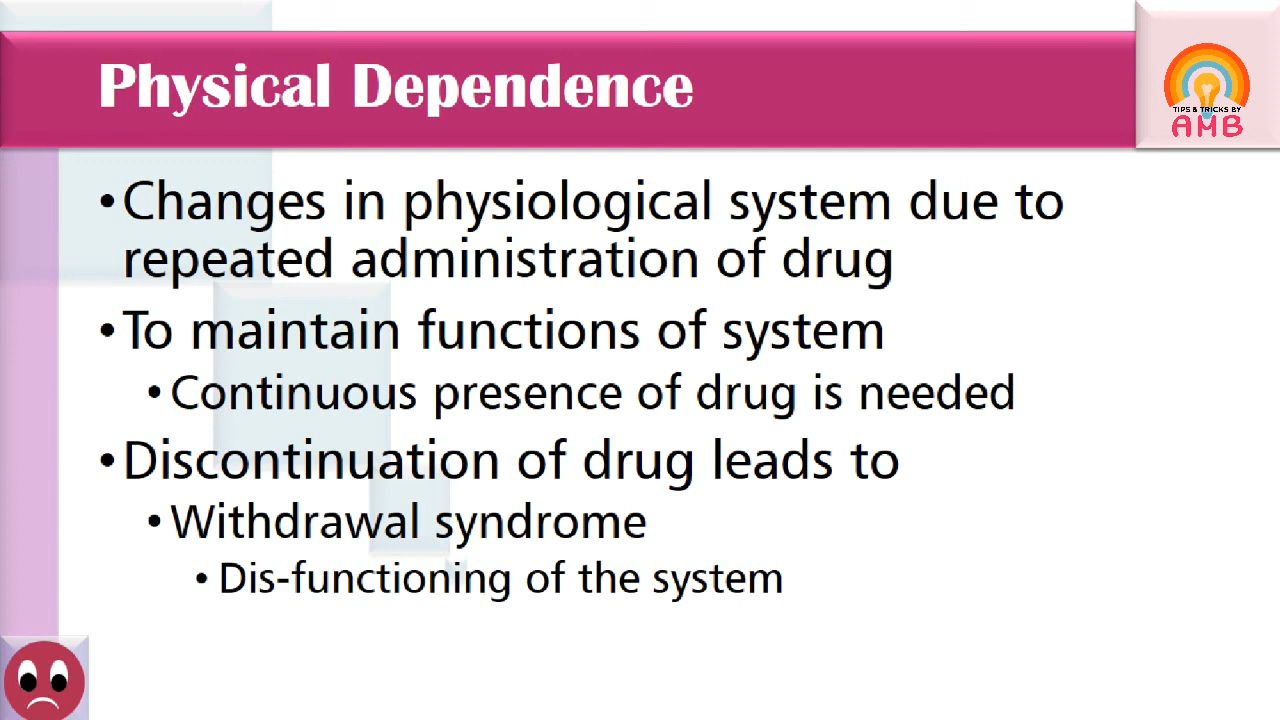 Physical Dependence
TIPS & TRICKS BY
AMB
•Changes in physiological system due to
repeated administration of drug
•To maintain functions of system
•Continuous presence of drug is needed
•Discontinuation of drug leads to
•Withdrawal syndrome
•Dis-functioning of the system